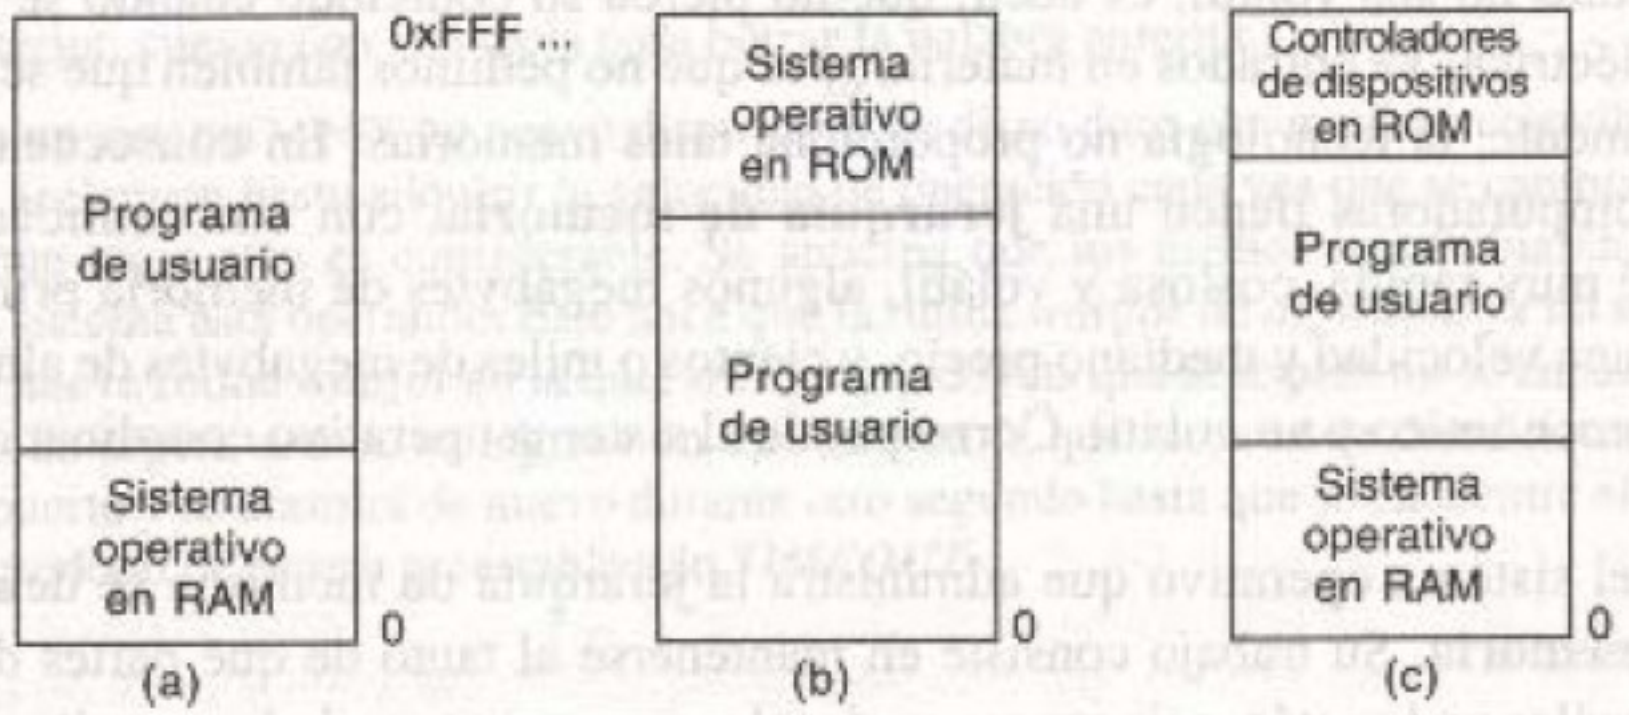 Programa
de usuario
Sistema
operativo
en RAM
0xFFF ...
0
(a)
Sistema
operativo
en ROM
Programa
de usuario
0
(b)
Controladores
de dispositivos
en ROM
Programa
de usuario
Sistema
operativo
en RAM
0
(c)